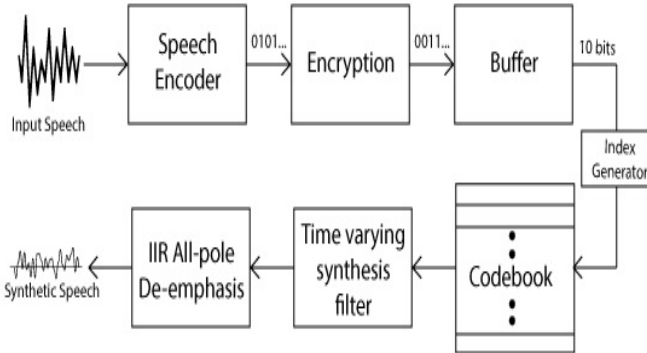 Input Speech
Speech
Encoder
0101...
Encryption
0011...
Buffer
10 bits
Index
Generator
Codebook
Time varying
synthesis
filter
IIR All-pole
De-emphasis
Synthetic Speech